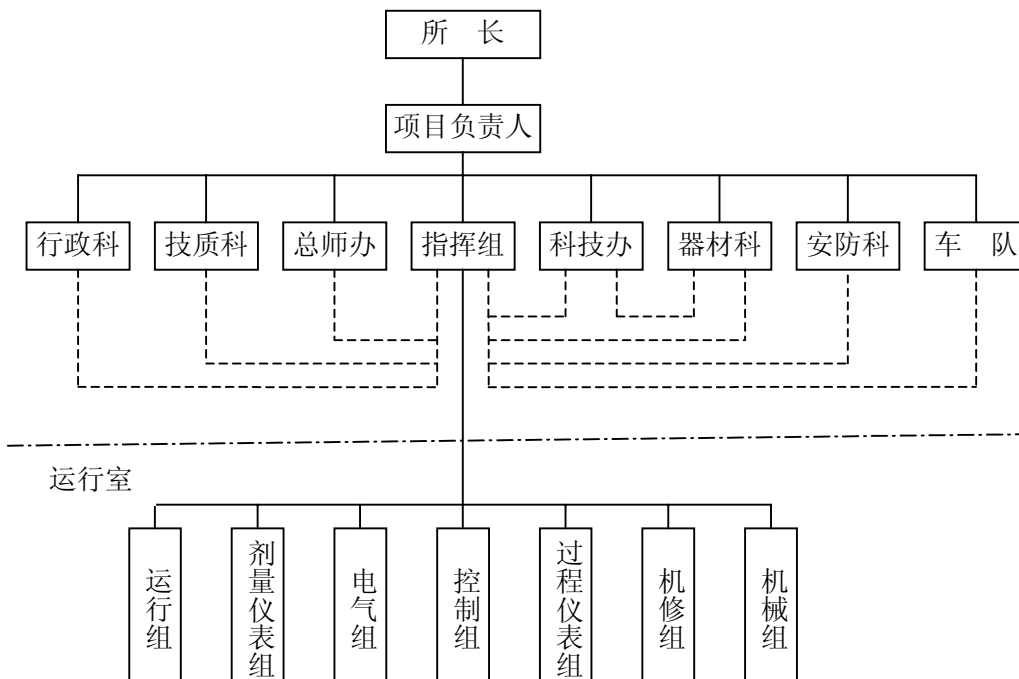 所 长
项目负责人
行政科 技质科 总师办 指挥组 科技办 器材科 安防科 车 队
运行室
运行组 剂量仪表组 电气组 控制组 过程仪表组 机修组 机械组